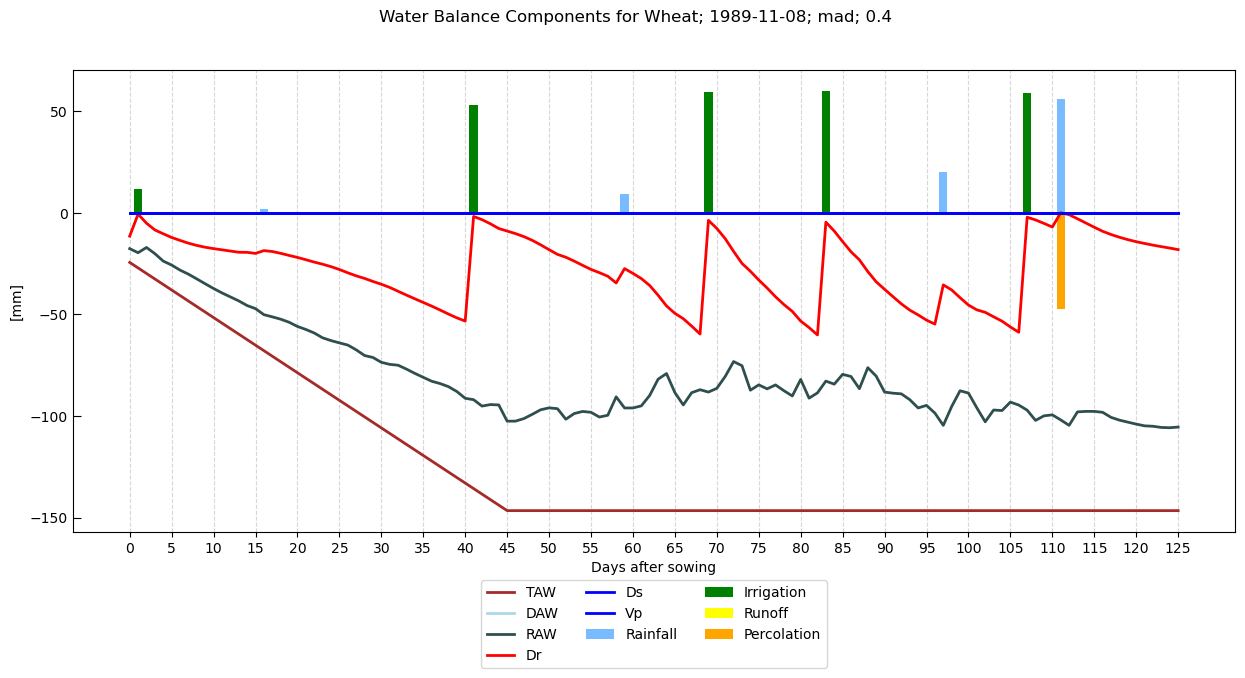 Water Balance Components for Wheat; 1989-11-08; mad; 0.4
50
0
−50
−100
−150
[mm]
0 5 10 15 20 25 30 35 40 45 50 55 60 65 70 75 80 85 90 95 100 105 110 115 120 125
Days after sowing
TAW Ds Irrigation
DAW Vp Runoff
RAW Rainfall Percolation
Dr